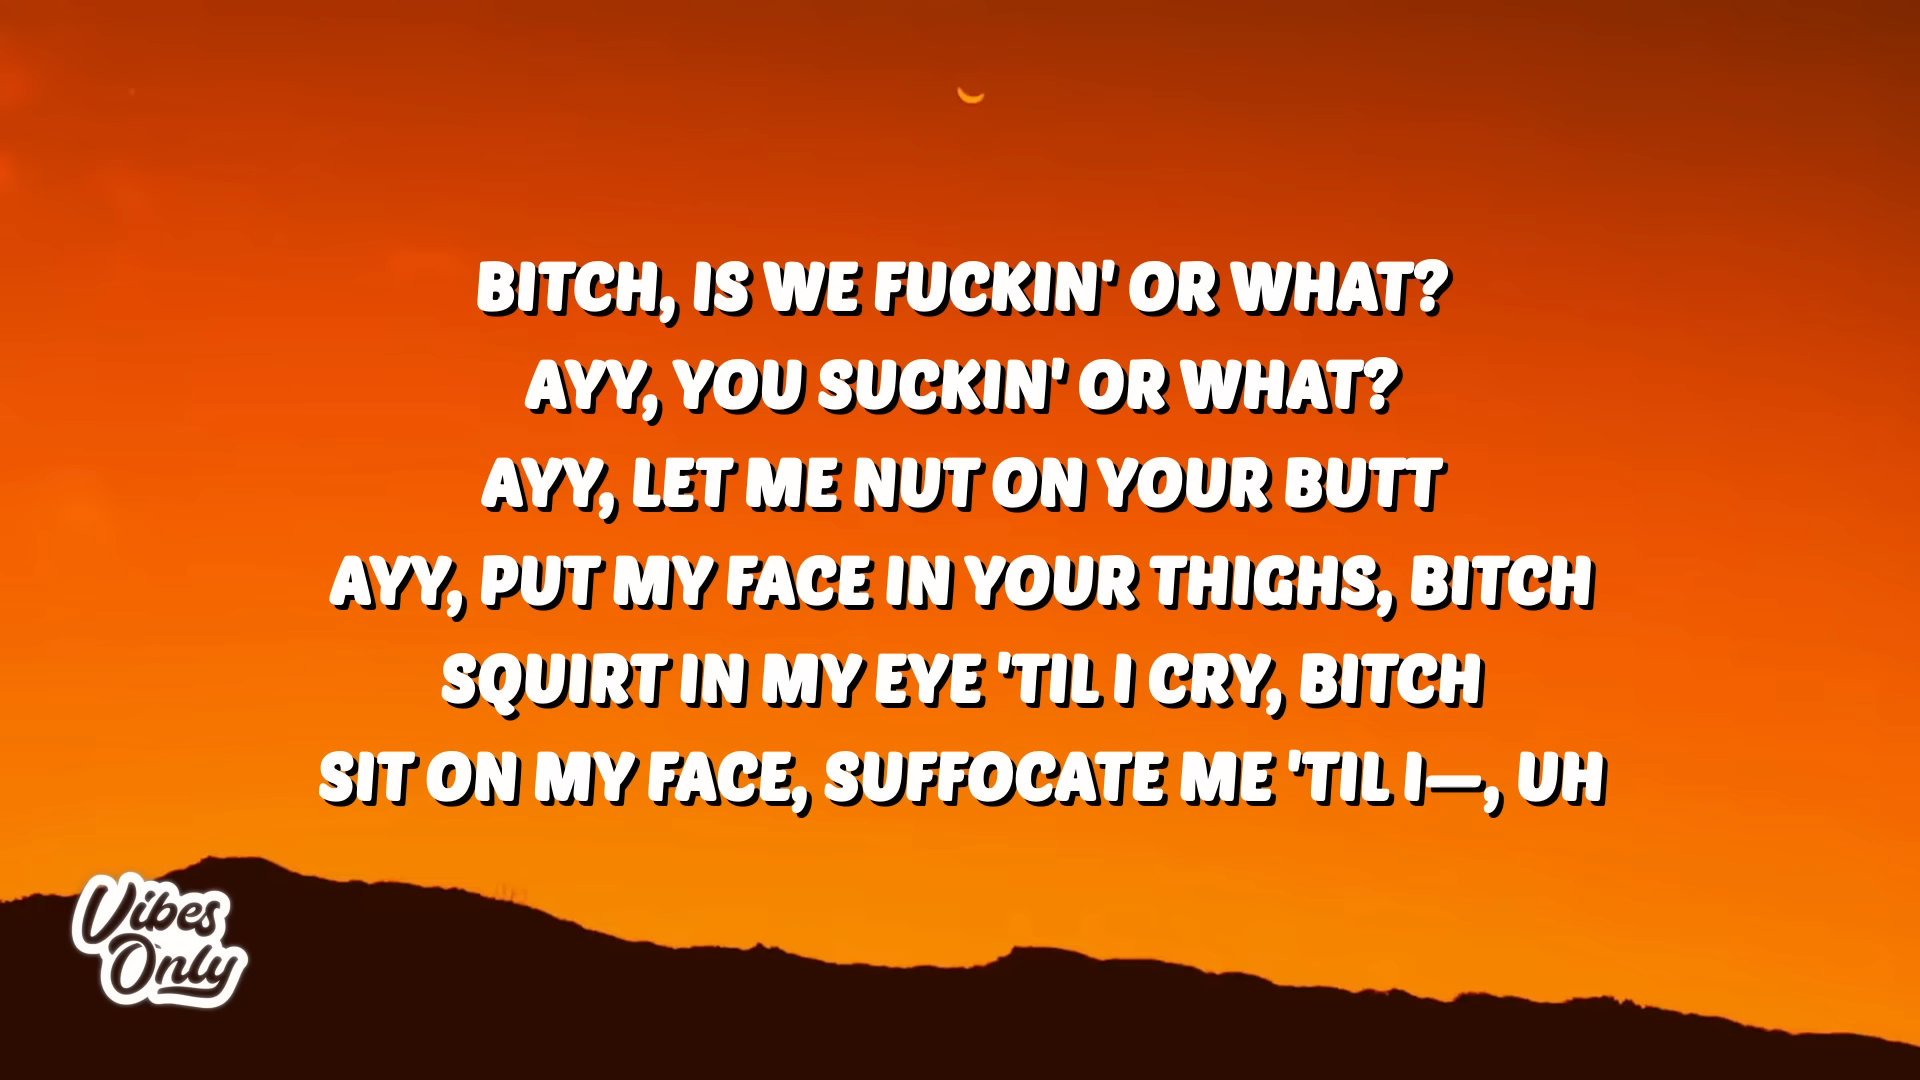 BITCH, IS WE FUCKIN' OR WHAT?
AYY, YOU SUCKIN' OR WHAT?
AYY, LET ME NUT ON YOUR BUTT
AYY, PUT MY FACE IN YOUR THIGHS, BITCH
SQUIRT IN MY EYE 'TIL I CRY, BITCH
SIT ON MY FACE, SUFFOCATE ME 'TIL I—, UH
Vibes
Only